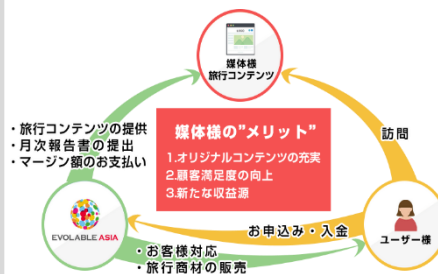 媒体様
旅行コンテンツ
・旅行コンテンツの提供
・月次報告書の提出
・マージン額のお支払い
訪問
媒体様の"メリット"
1.オリジナルコンテンツの充実
2.顧客満足度の向上
3.新たな収益源
EVOLABLE ASIA
お申込み・入金
ユーザー様
・お客様対応
・旅行商材の販売